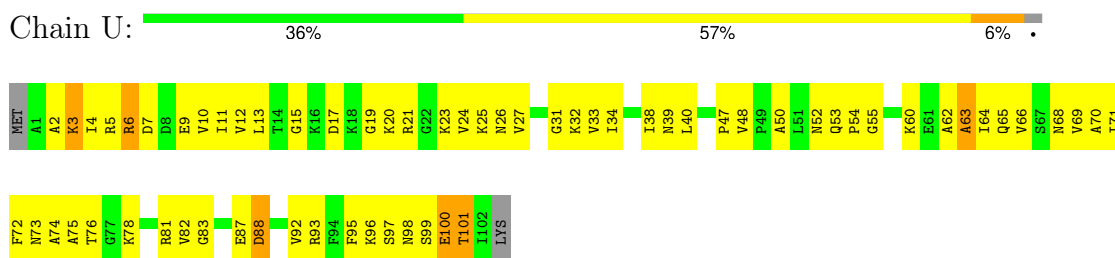 Chain U:
36% 57% 6% •
MET A1 A2 K3 I4 R5 R6 D7 D8 E9 V10 I11 V12 L13 T14 G15 K16 D17 K18 G19 K20 R21 G22 K23 V24 K25 N26 V27 G31 K32 V33 I34 I38 N39 L40 P47 V48 P49 A50 L51 N52 Q53 P54 G55 K60 E61 A62 A63 I64 Q65 V66 S67 N68 V69 A70 I71
F72 N73 A74 A75 T76 G77 K78 R81 V82 G83 E87 D88 V92 R93 F94 F95 K96 S97 N98 S99 E100 T101 I102 LYS